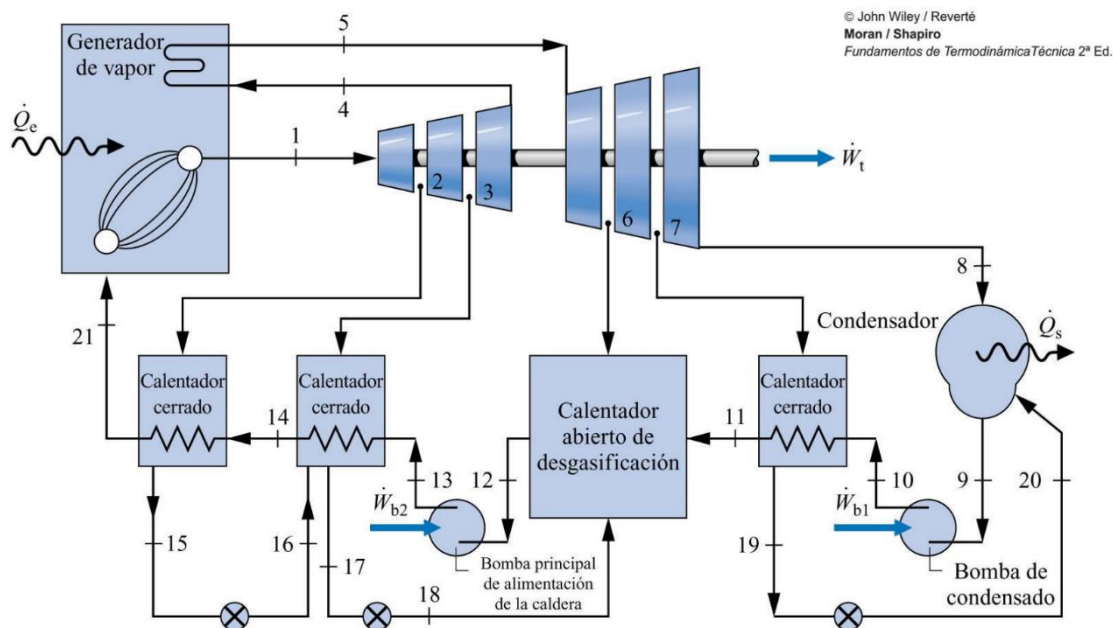 © John Wiley / Reverté
Moran / Shapiro
Fundamentos de TermodinámicaTécnica 2ª Ed.
Generador
de vapor
5
4
Q̇e
1
2
3
6
7
Ẇt
8
Condensador
Q̇s
21
Calentador
cerrado
14
Calentador
cerrado
Calentador
abierto de
desgasificación
11
Calentador
cerrado
13
12
10
9
20
Ẇb2
Ẇb1
15
16
17
18
19
Bomba principal
de alimentación
de la caldera
Bomba de
condensado